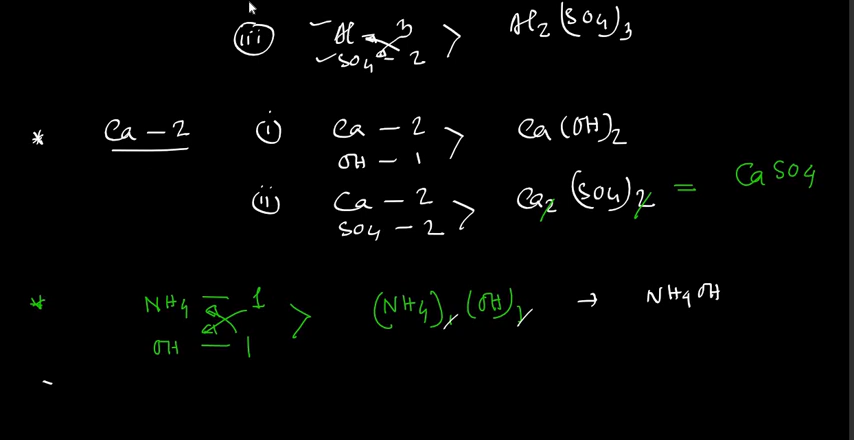 (iii) Al - 3 > Al2(SO4)3
SO4 - 2
* Ca - 2 (i) Ca - 2 > Ca(OH)2
OH - 1
(ii) Ca - 2 > Ca2(SO4)2 = CaSO4
SO4 - 2
* NH4 - 1 > (NH4)1(OH)1 → NH4OH
OH - 1